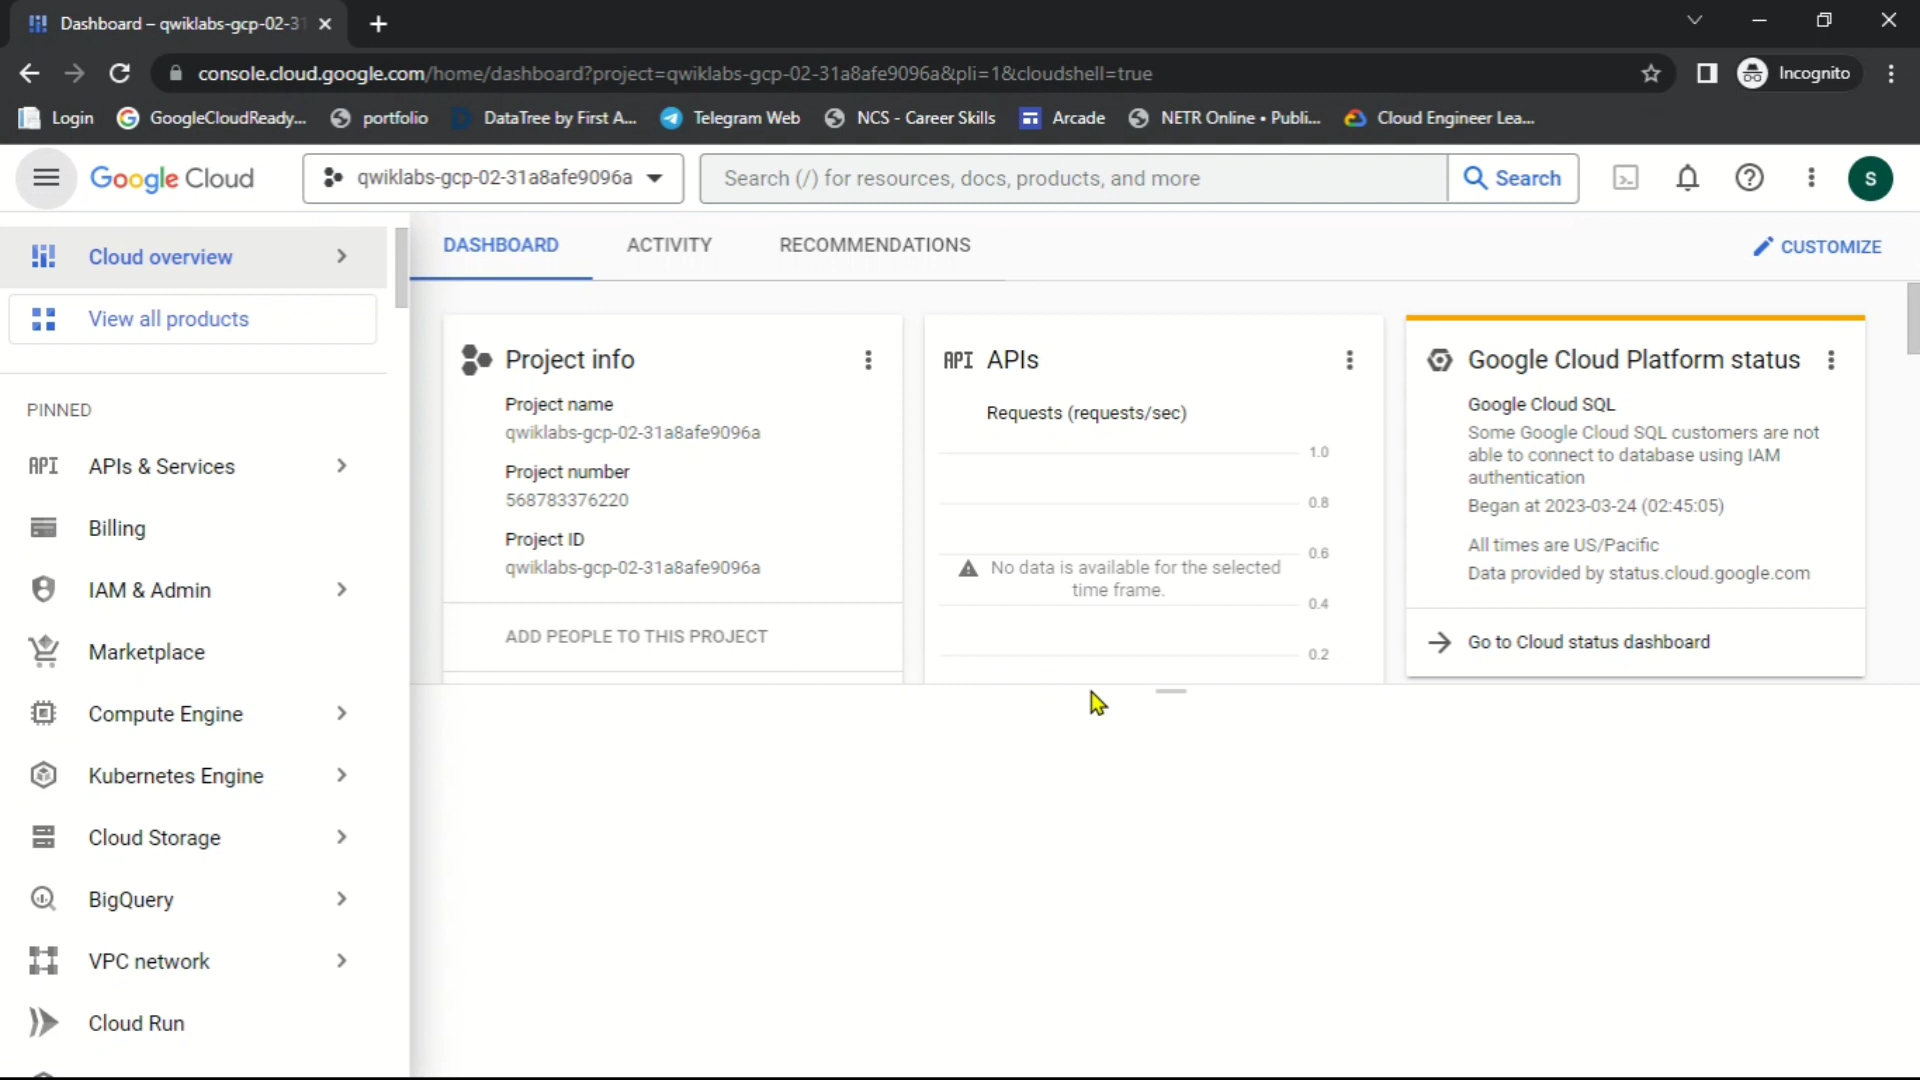 Dashboard – qwiklabs-gcp-02-31
console.cloud.google.com/home/dashboard?project=qwiklabs-gcp-02-31a8afe9096a&pli=1&cloudshell=true
Incognito
Login
GoogleCloudReady...
portfolio
DataTree by First A...
Telegram Web
NCS - Career Skills
Arcade
NETR Online • Publi...
Cloud Engineer Lea...
Google Cloud
qwiklabs-gcp-02-31a8afe9096a
Search (/) for resources, docs, products, and more
Search
S
Cloud overview
View all products
PINNED
API APIs & Services
Billing
IAM & Admin
Marketplace
Compute Engine
Kubernetes Engine
Cloud Storage
BigQuery
VPC network
Cloud Run
DASHBOARD
ACTIVITY
RECOMMENDATIONS
CUSTOMIZE
Project info
Project name
qwiklabs-gcp-02-31a8afe9096a
Project number
568783376220
Project ID
qwiklabs-gcp-02-31a8afe9096a
ADD PEOPLE TO THIS PROJECT
API APIs
Requests (requests/sec)
1.0
0.8
0.6
No data is available for the selected
time frame.
0.4
0.2
Google Cloud Platform status
Google Cloud SQL
Some Google Cloud SQL customers are not
able to connect to database using IAM
authentication
Began at 2023-03-24 (02:45:05)
All times are US/Pacific
Data provided by status.cloud.google.com
Go to Cloud status dashboard